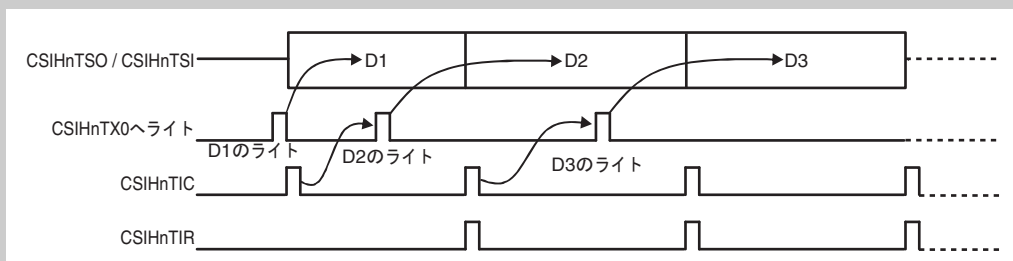 CSIHnTSO / CSIHnTSI
D1
D2
D3
CSIHnTX0へライト
D1のライト
D2のライト
D3のライト
CSIHnTIC
CSIHnTIR